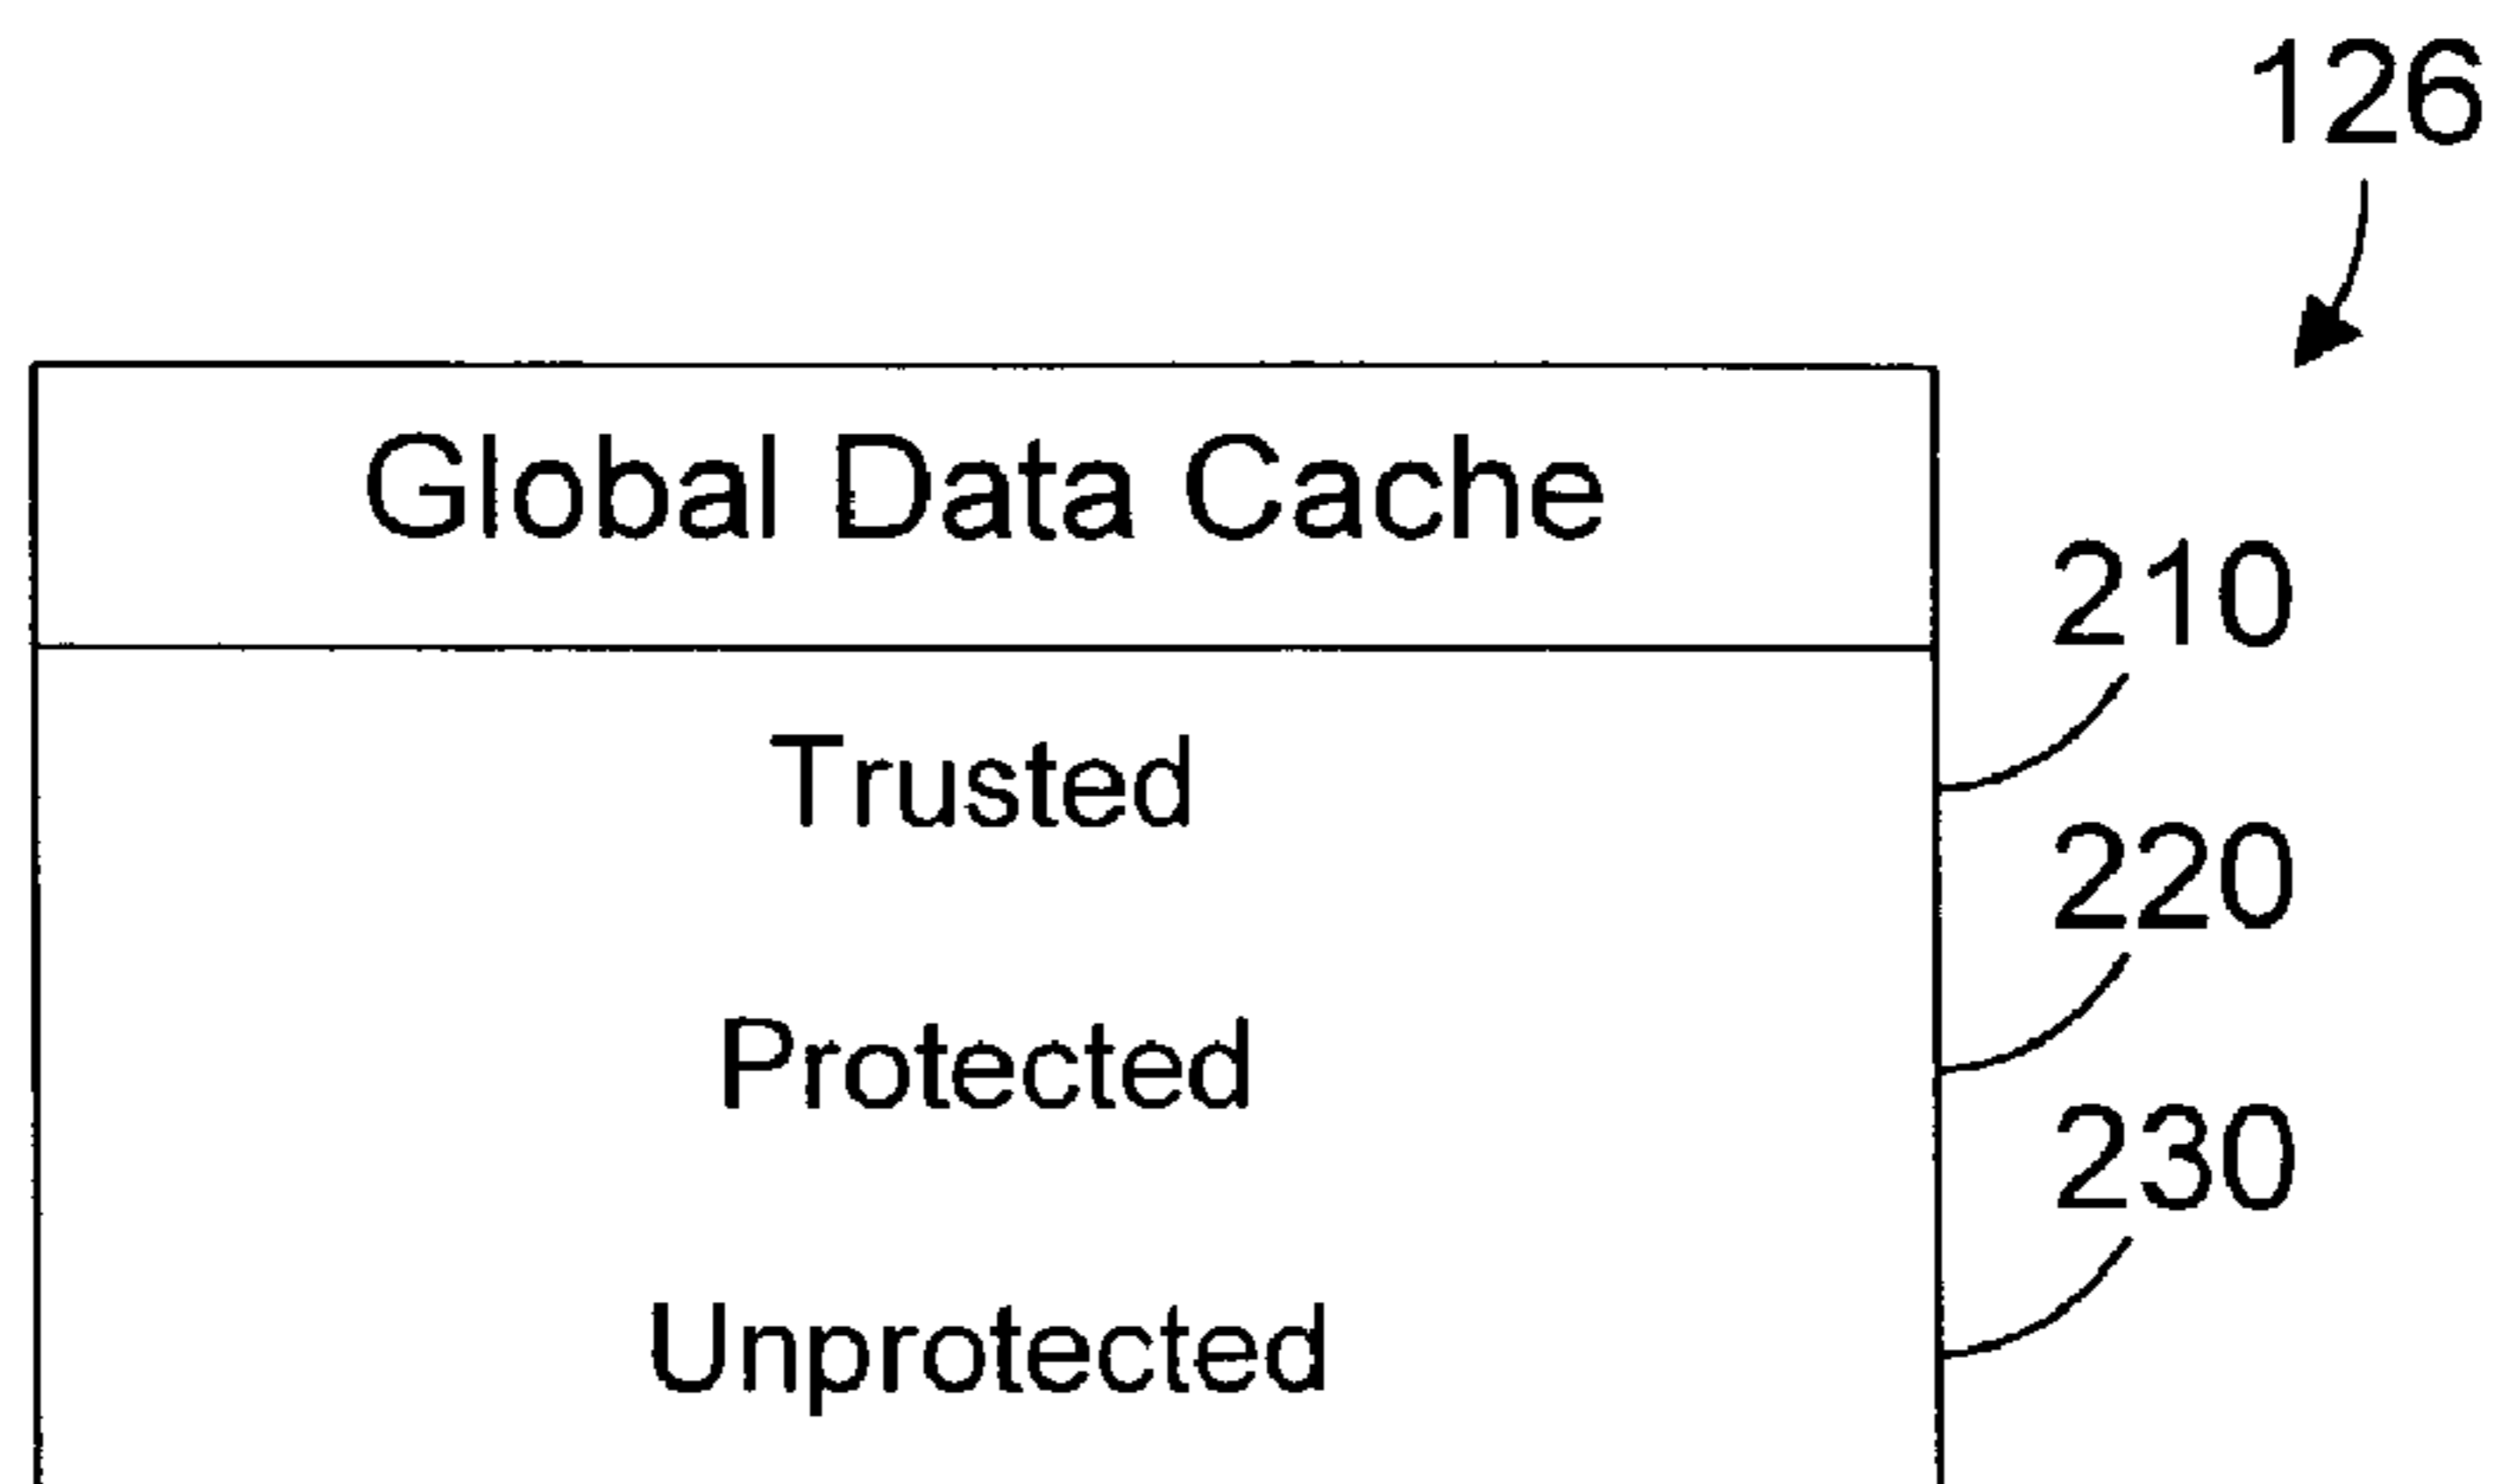 126
Global Data Cache
210
Trusted
220
Protected
230
Unprotected